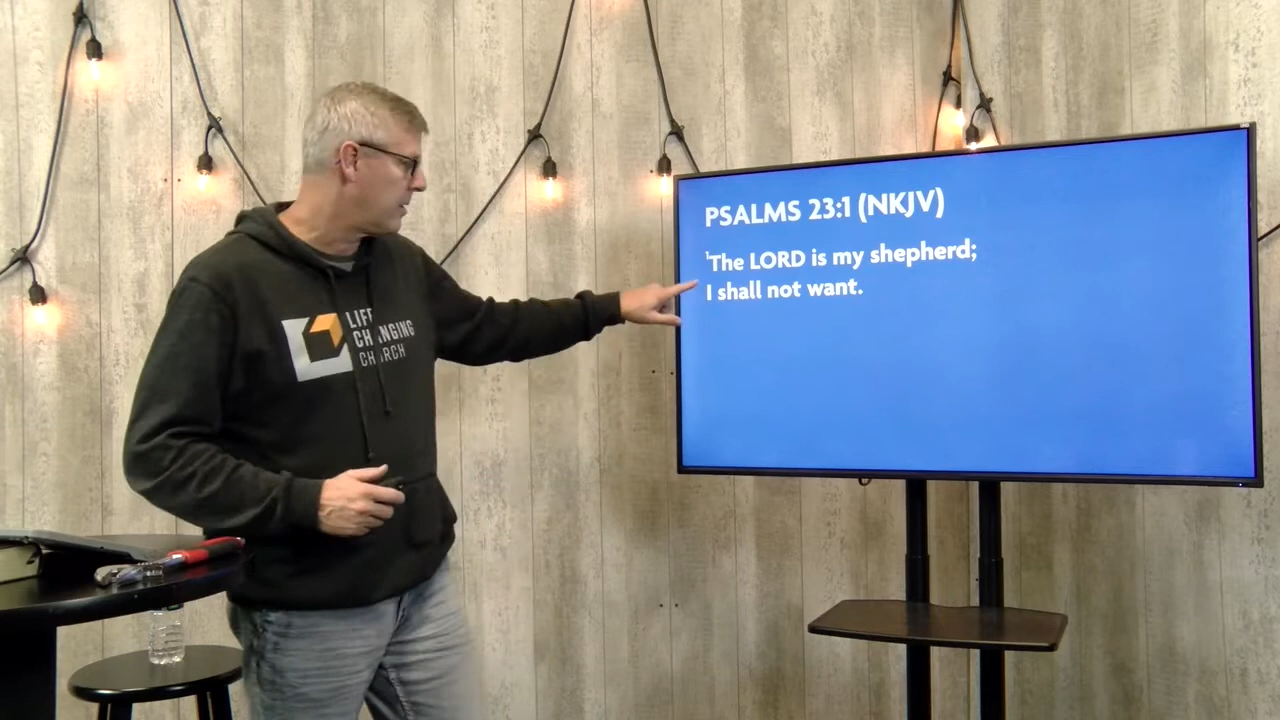 LIFE
CHANGING
CHURCH
PSALMS 23:1 (NKJV)
1The LORD is my shepherd;
I shall not want.